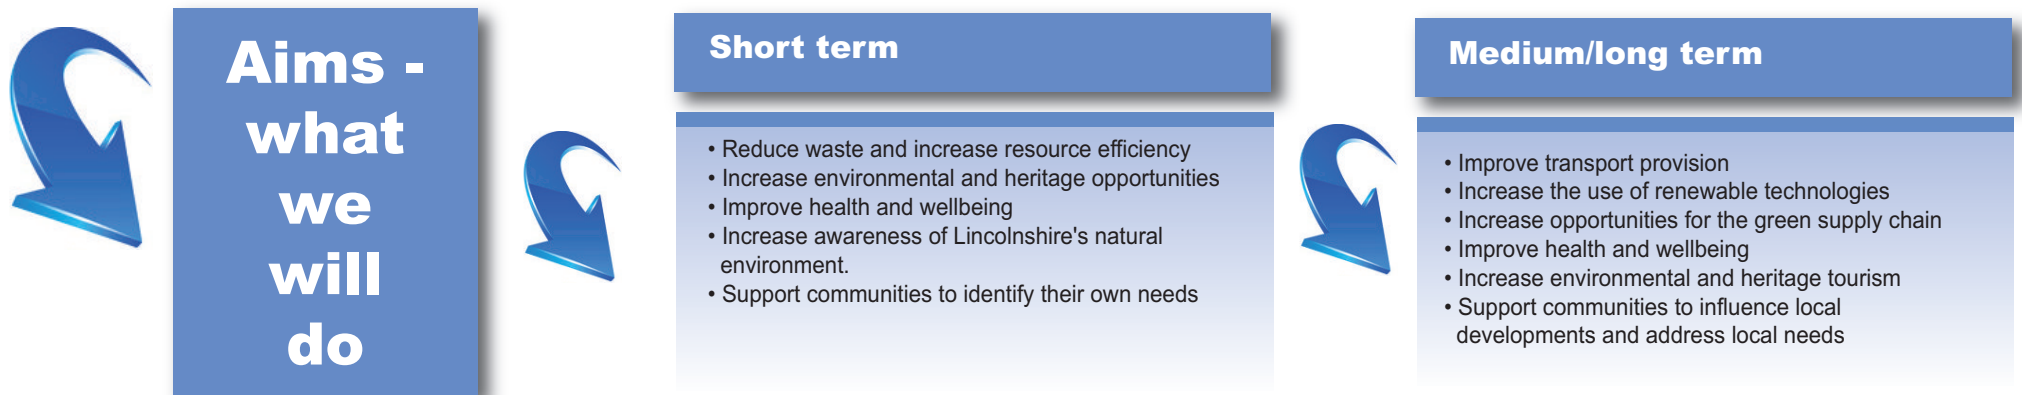 Aims -
what
we
will
do
Short term
• Reduce waste and increase resource efficiency
• Increase environmental and heritage opportunities
• Improve health and wellbeing
• Increase awareness of Lincolnshire's natural
environment.
• Support communities to identify their own needs
Medium/long term
• Improve transport provision
• Increase the use of renewable technologies
• Increase opportunities for the green supply chain
• Improve health and wellbeing
• Increase environmental and heritage tourism
• Support communities to influence local
developments and address local needs